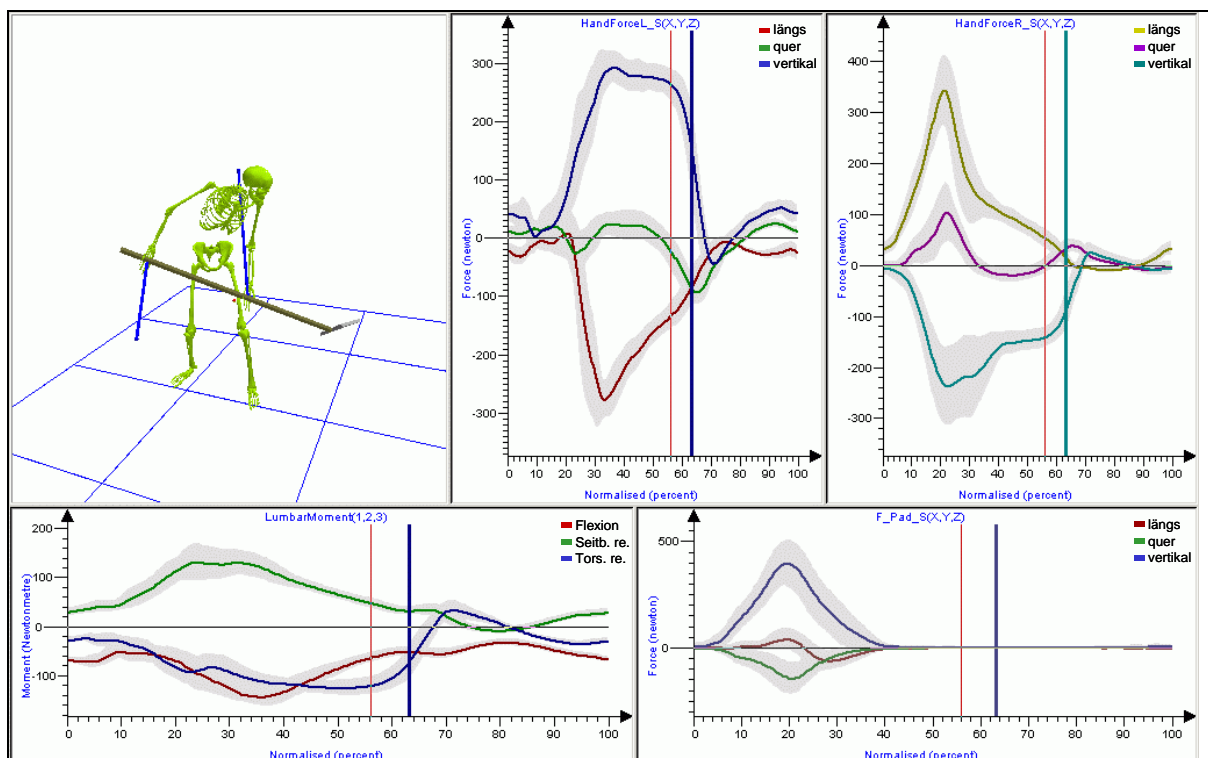 HandForceL_S(X,Y,Z)
längs
quer
vertikal
300
200
100
0
-100
-200
-300
Force (newton)
0 10 20 30 40 50 60 70 80 90 100
Normalised (percent)
HandForceR_S(X,Y,Z)
längs
quer
vertikal
400
300
200
100
0
-100
-200
-300
Force (newton)
0 10 20 30 40 50 60 70 80 90 100
Normalised (percent)
LumbarMoment(1,2,3)
Flexion
Seitb. re.
Tors. re.
200
100
0
-100
Moment (Newtonmetre)
0 10 20 30 40 50 60 70 80 90 100
Normalised (percent)
F_Pad_S(X,Y,Z)
längs
quer
vertikal
500
0
Force (newton)
0 10 20 30 40 50 60 70 80 90 100
Normalised (percent)